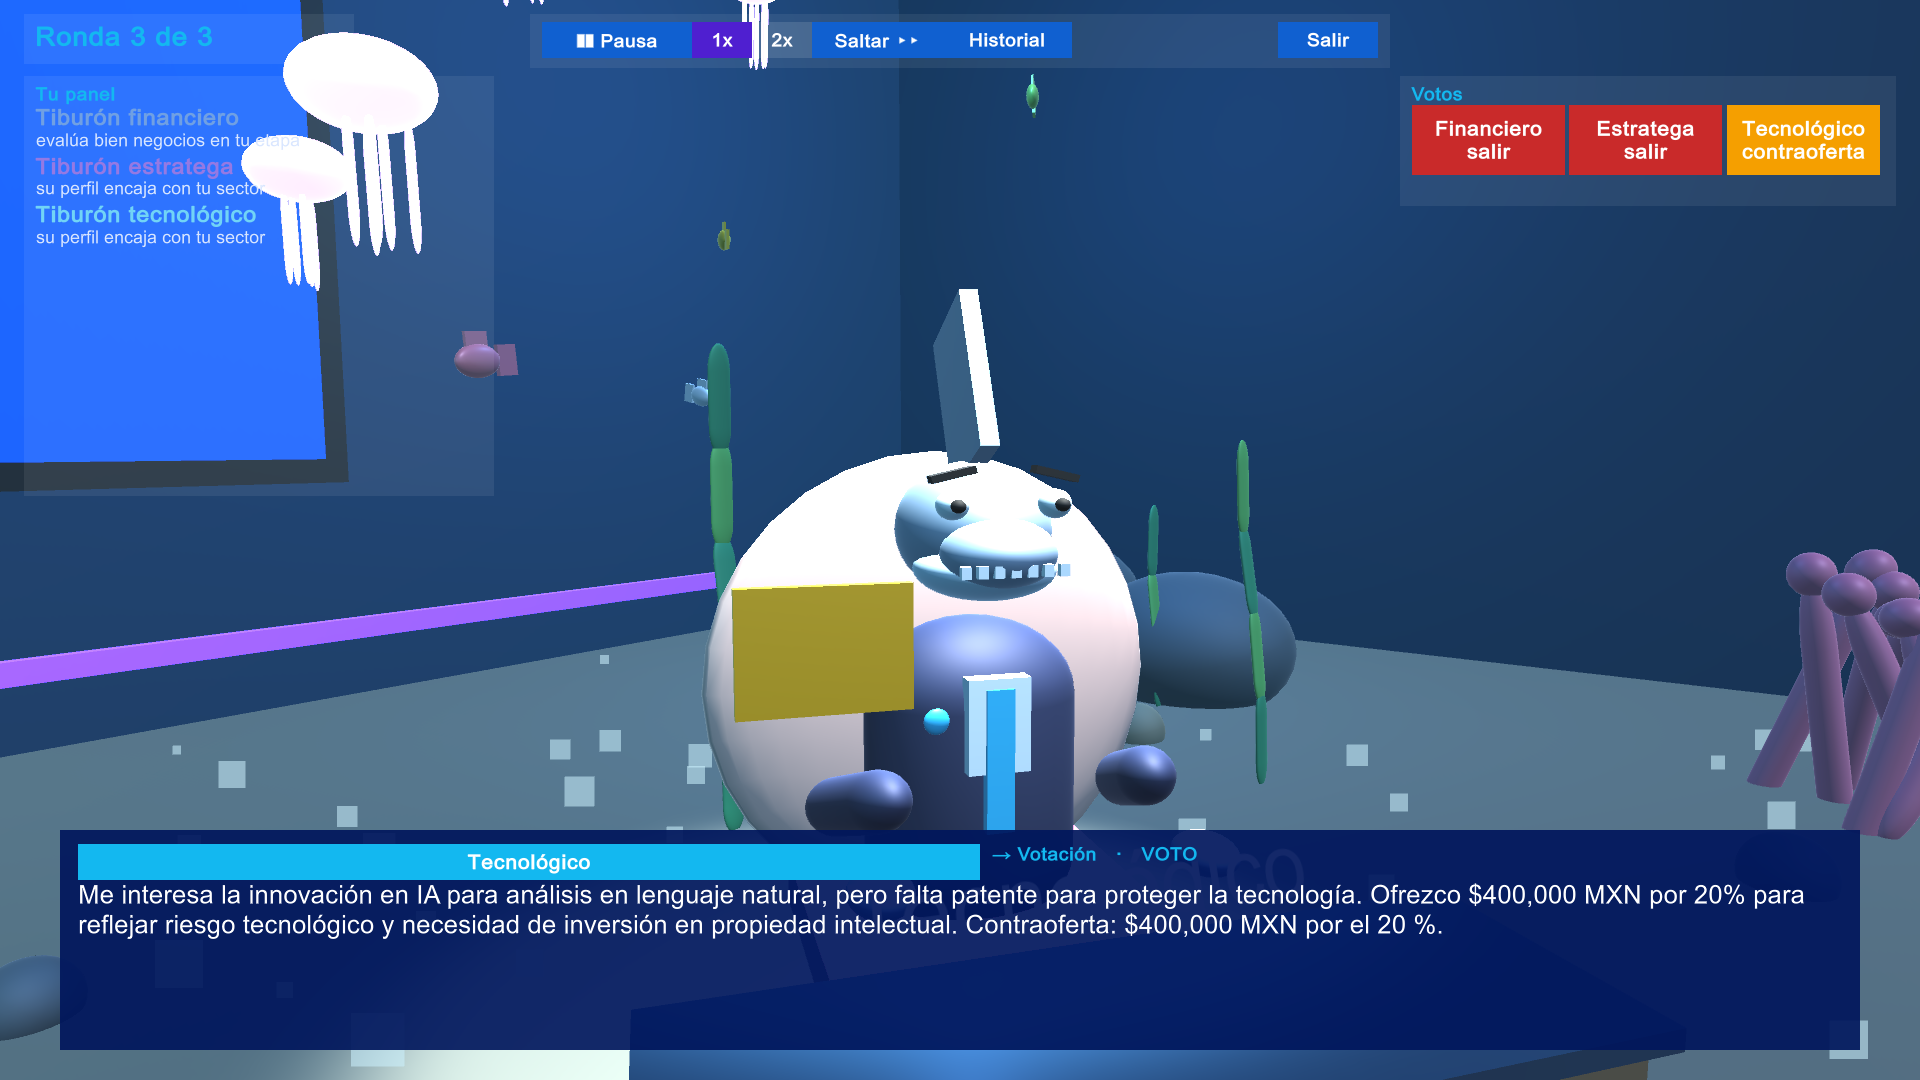 Ronda 3 de 3
Pausa
1x
2x
Saltar
Historial
Salir
Tu panel
Tiburón financiero
evalúa bien negocios en tu etapa
Tiburón estratega
su perfil encaja con tu sector
Tiburón tecnológico
su perfil encaja con tu sector
Votos
Financiero
salir
Estratega
salir
Tecnológico
contraoferta
Tecnológico
→ Votación · VOTO
Me interesa la innovación en IA para análisis en lenguaje natural, pero falta patente para proteger la tecnología. Ofrezco $400,000 MXN por 20% para
reflejar riesgo tecnológico y necesidad de inversión en propiedad intelectual. Contraoferta: $400,000 MXN por el 20 %.